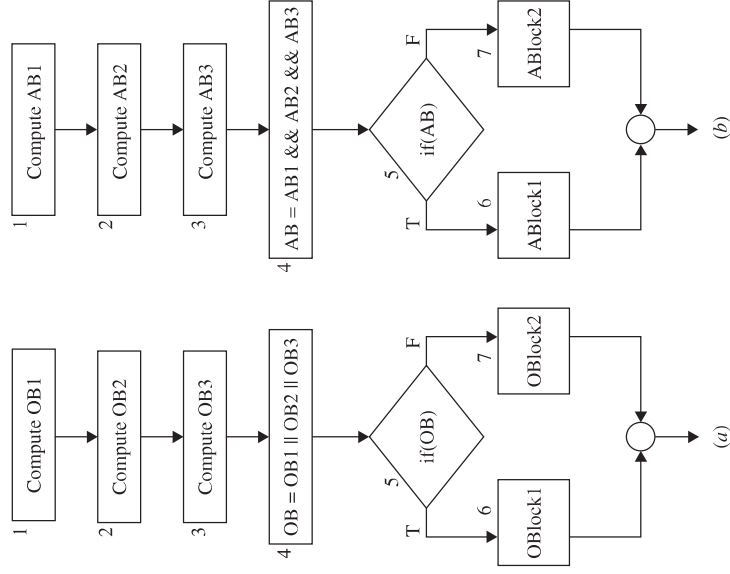 1
Compute OB1
2
Compute OB2
3
Compute OB3
4
OB = OB1 || OB2 || OB3
5
if(OB)
T
F
6
OBlock1
7
OBlock2
(a)
1
Compute AB1
2
Compute AB2
3
Compute AB3
4
AB = AB1 && AB2 && AB3
5
if(AB)
T
F
6
ABlock1
7
ABlock2
(b)